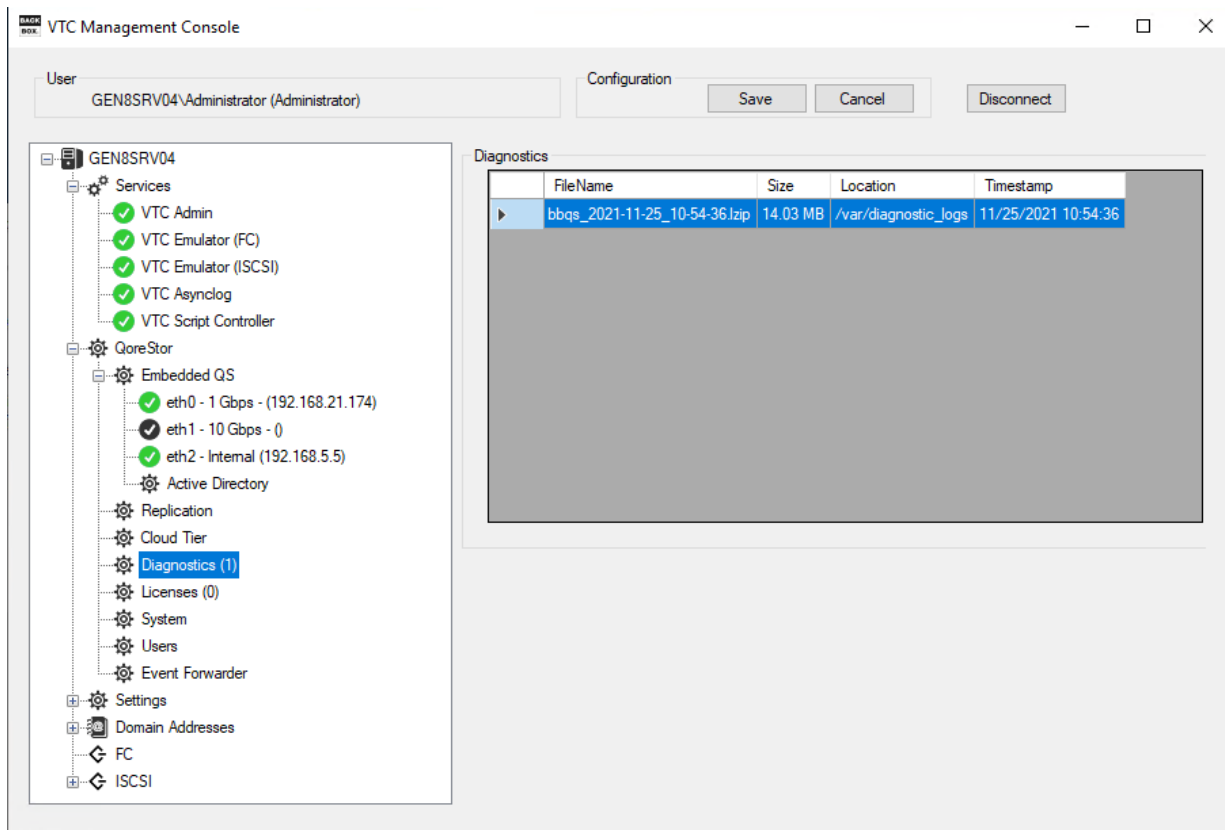 BACK
BOX.
VTC Management Console
User
GEN8SRV04\Administrator (Administrator)
Configuration
Save
Cancel
Disconnect
GEN8SRV04
Services
VTC Admin
VTC Emulator (FC)
VTC Emulator (ISCSI)
VTC Asynclog
VTC Script Controller
QoreStor
Embedded QS
eth0 - 1 Gbps - (192.168.21.174)
eth1 - 10 Gbps - ()
eth2 - Internal (192.168.5.5)
Active Directory
Replication
Cloud Tier
Diagnostics (1)
Licenses (0)
System
Users
Event Forwarder
Settings
Domain Addresses
FC
ISCSI
Diagnostics
FileName Size Location Timestamp
bbqs_2021-11-25_10-54-36.lzip 14.03 MB /var/diagnostic_logs 11/25/2021 10:54:36